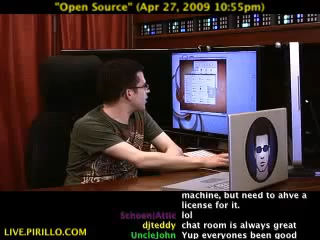 "Open Source" (Apr 27, 2009 10:55pm)
machine, but need to ahve a
license for it.
Schoen|Attic lol
djteddy chat room is always great
UncleJohn Yup everyones been good
LIVE.PIRILLO.COM